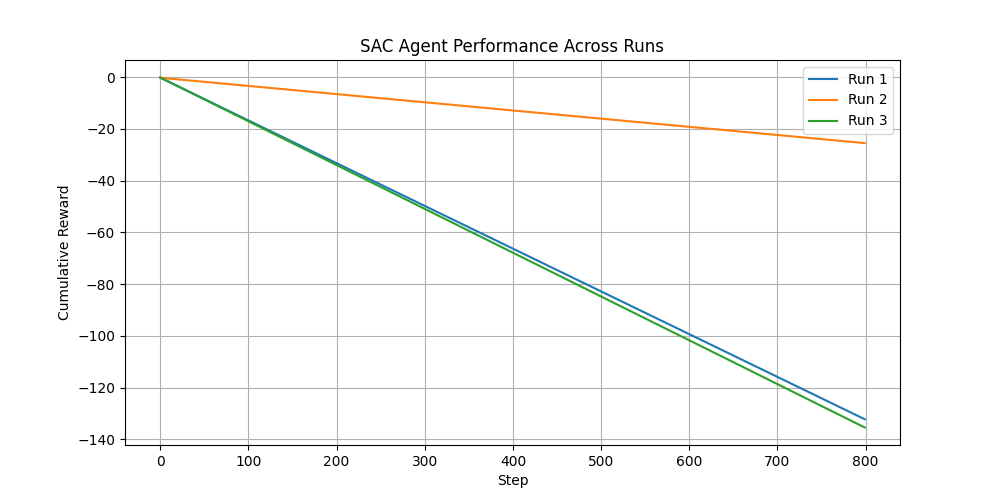 SAC Agent Performance Across Runs
Run 1
Run 2
Run 3
Cumulative Reward
0
−20
−40
−60
−80
−100
−120
−140
0 100 200 300 400 500 600 700 800
Step